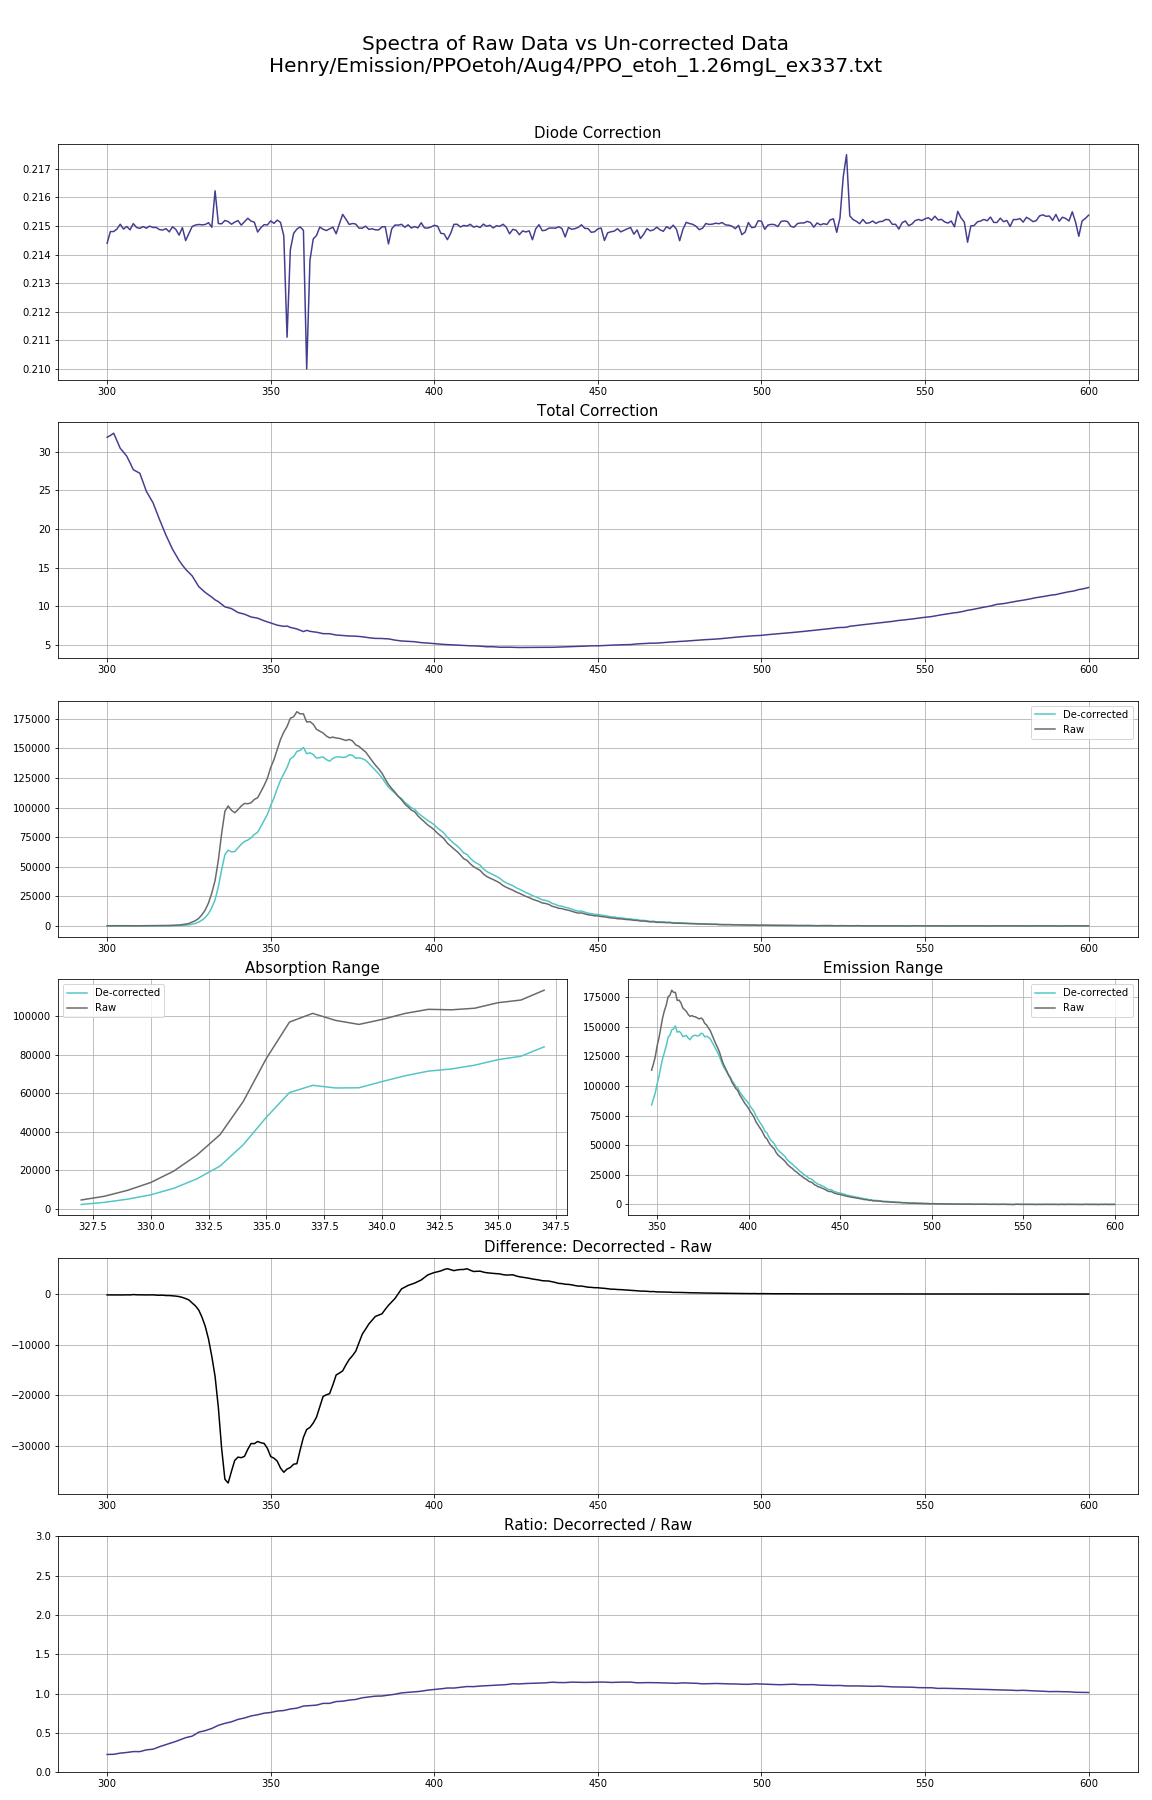 Spectra of Raw Data vs Un-corrected Data
Henry/Emission/PPOetoh/Aug4/PPO_etoh_1.26mgL_ex337.txt
Diode Correction
0.217
0.216
0.215
0.214
0.213
0.212
0.211
0.210
300 350 400 450 500 550 600
Total Correction
30
25
20
15
10
5
300 350 400 450 500 550 600
175000
150000
125000
100000
75000
50000
25000
0
De-corrected
Raw
300 350 400 450 500 550 600
Absorption Range
100000
80000
60000
40000
20000
0
De-corrected
Raw
327.5 330.0 332.5 335.0 337.5 340.0 342.5 345.0 347.5
Emission Range
175000
150000
125000
100000
75000
50000
25000
0
De-corrected
Raw
350 400 450 500 550 600
Difference: Decorrected - Raw
0
−10000
−20000
−30000
300 350 400 450 500 550 600
Ratio: Decorrected / Raw
3.0
2.5
2.0
1.5
1.0
0.5
0.0
300 350 400 450 500 550 600